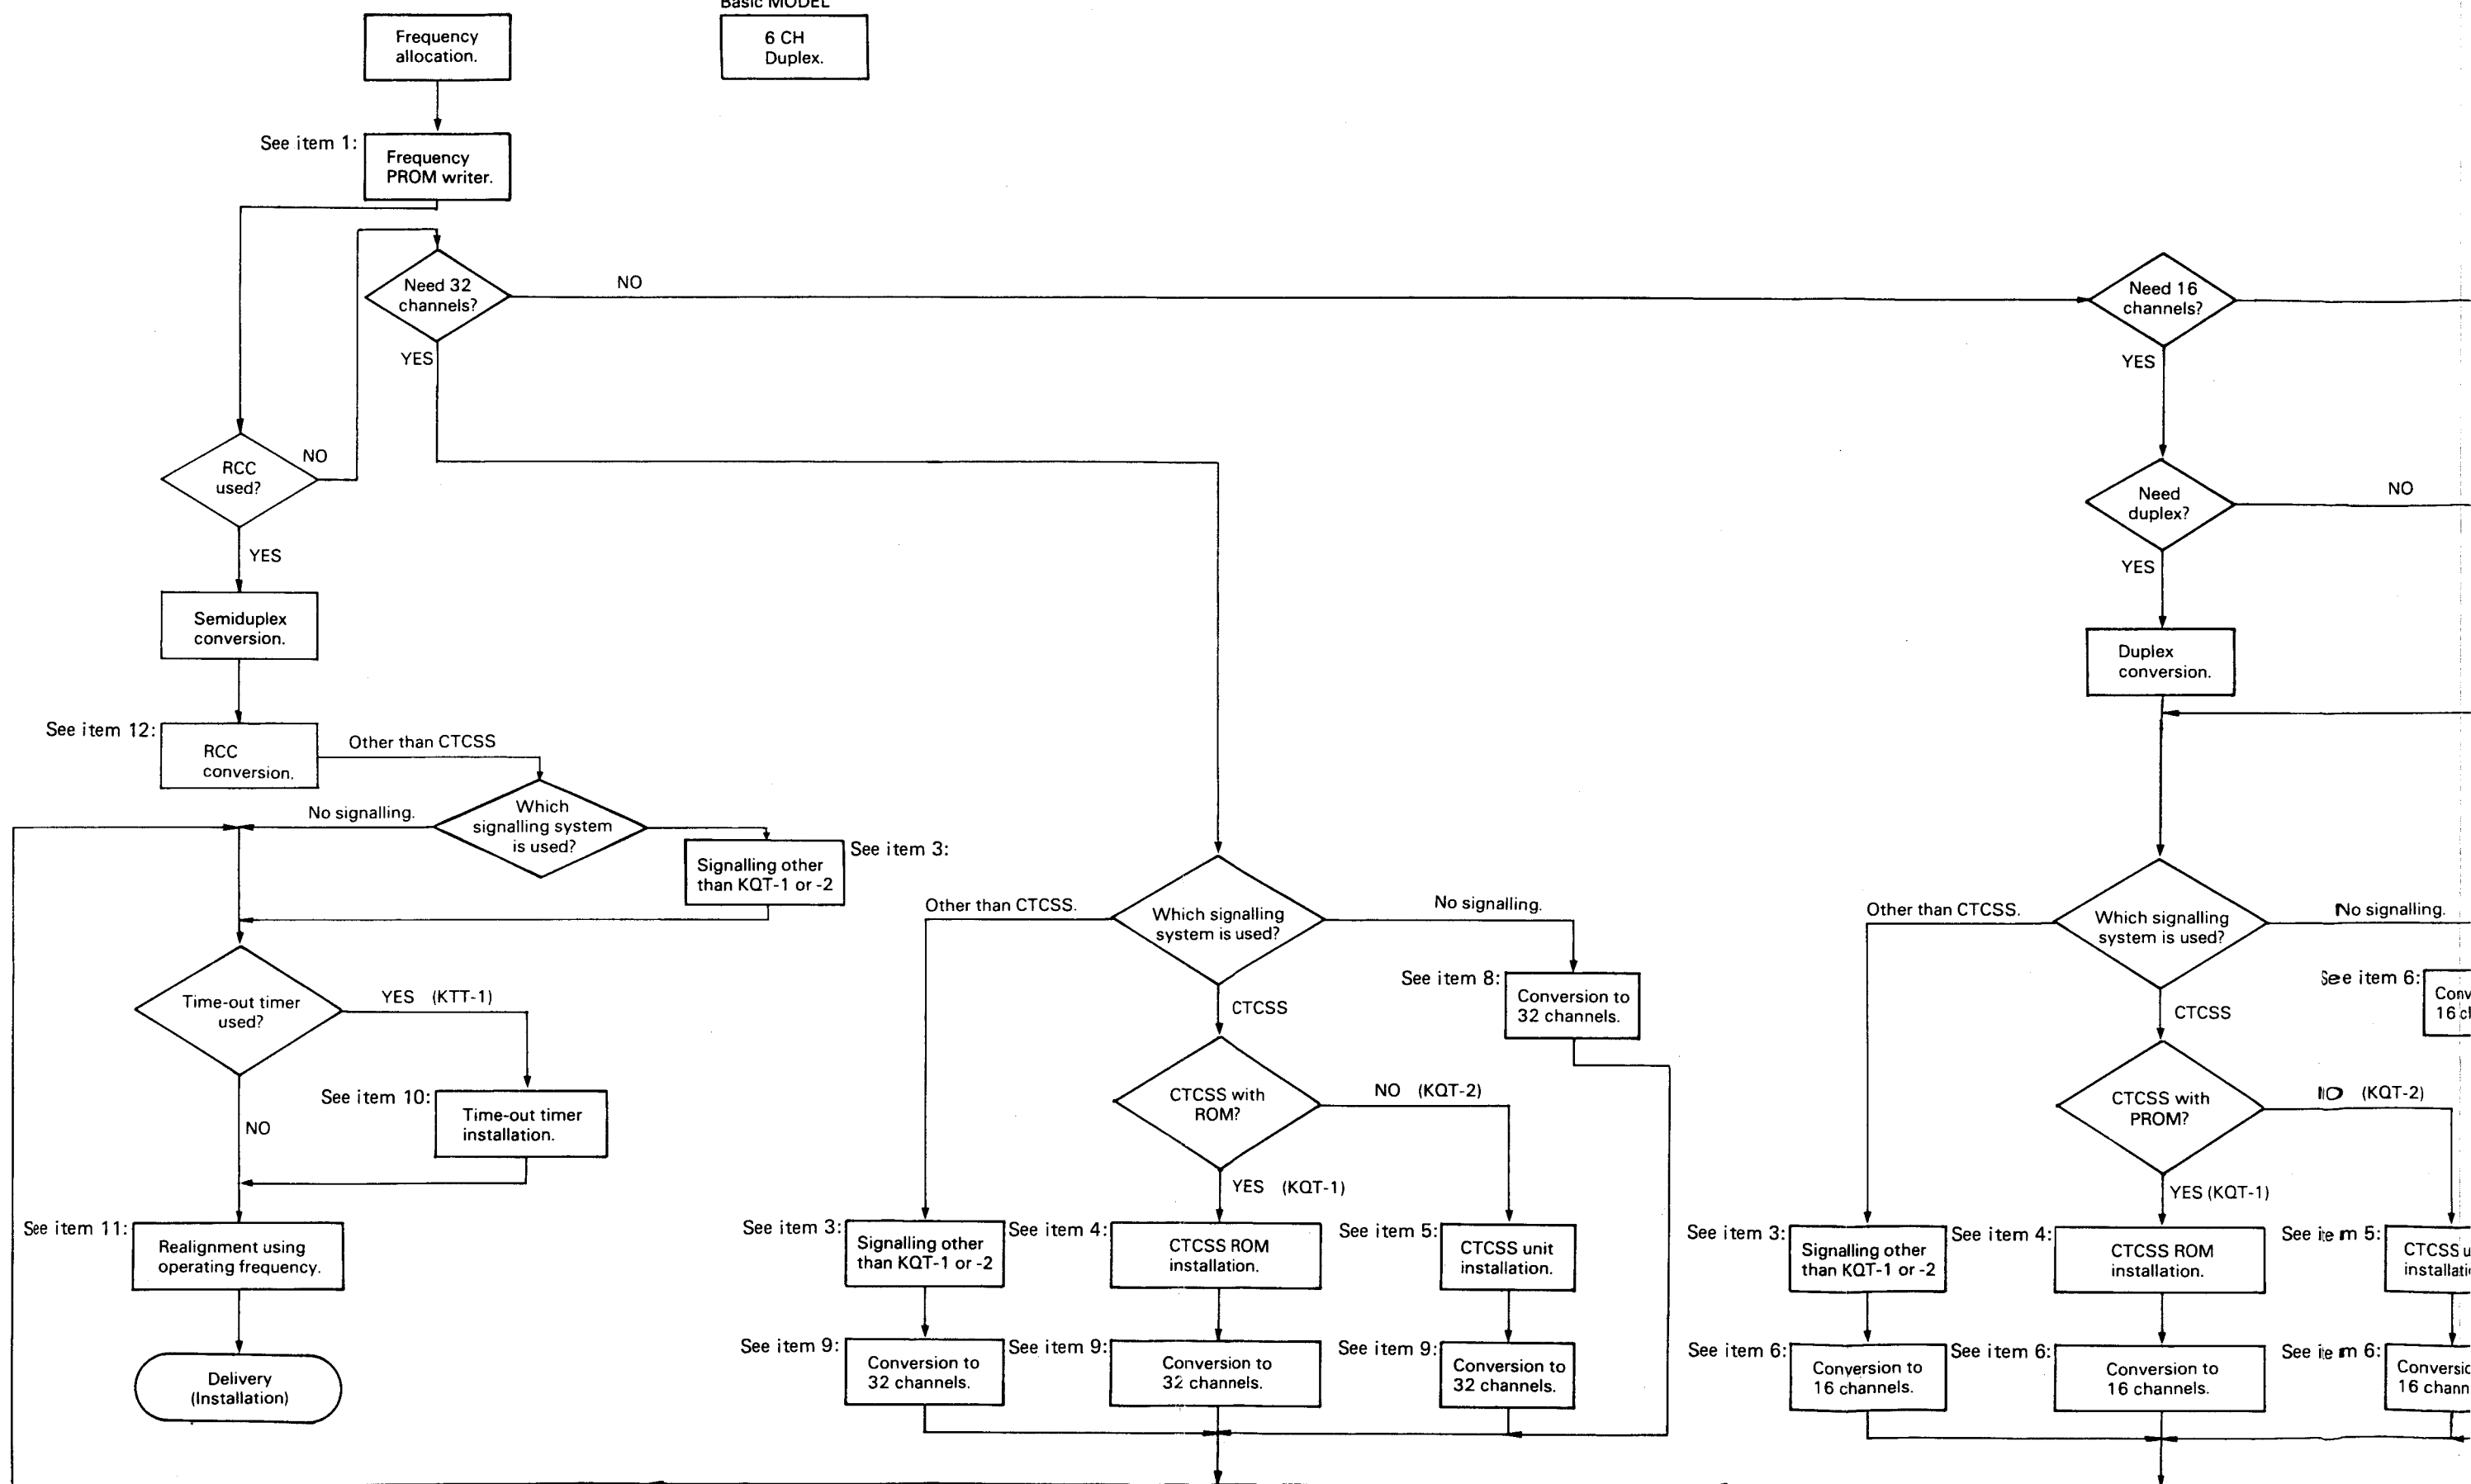 Basic MODEL
Frequency
allocation.
6 CH
Duplex.
See item 1:
Frequency
PROM writer.
Need 32
channels?
NO
YES
Need 16
channels?
YES
RCC
used?
NO
YES
Need
duplex?
NO
YES
Semiduplex
conversion.
Duplex
conversion.
See item 12:
RCC
conversion.
Other than CTCSS
No signalling.
Which
signalling system
is used?
See item 3:
Signalling other
than KQT-1 or -2
Time-out timer
used?
YES (KTT-1)
NO
See item 10:
Time-out timer
installation.
See item 11:
Realignment using
operating frequency.
Delivery
(Installation)
Other than CTCSS.
Which signalling
system is used?
No signalling.
CTCSS
See item 8:
Conversion to
32 channels.
CTCSS with
ROM?
NO (KQT-2)
YES (KQT-1)
See item 3:
Signalling other
than KQT-1 or -2
See item 4:
CTCSS ROM
installation.
See item 5:
CTCSS unit
installation.
See item 9:
Conversion to
32 channels.
See item 9:
Conversion to
32 channels.
See item 9:
Conversion to
32 channels.
Other than CTCSS.
Which signalling
system is used?
No signalling.
CTCSS
See item 6:
16
CTCSS with
PROM?
NO (KQT-2)
YES (KQT-1)
See item 3:
Signalling other
than KQT-1 or -2
See item 4:
CTCSS ROM
installation.
See item 5:
CTCSS
See item 6:
Conversion to
16 channels.
See item 6:
Conversion to
16 channels.
See item 6:
16